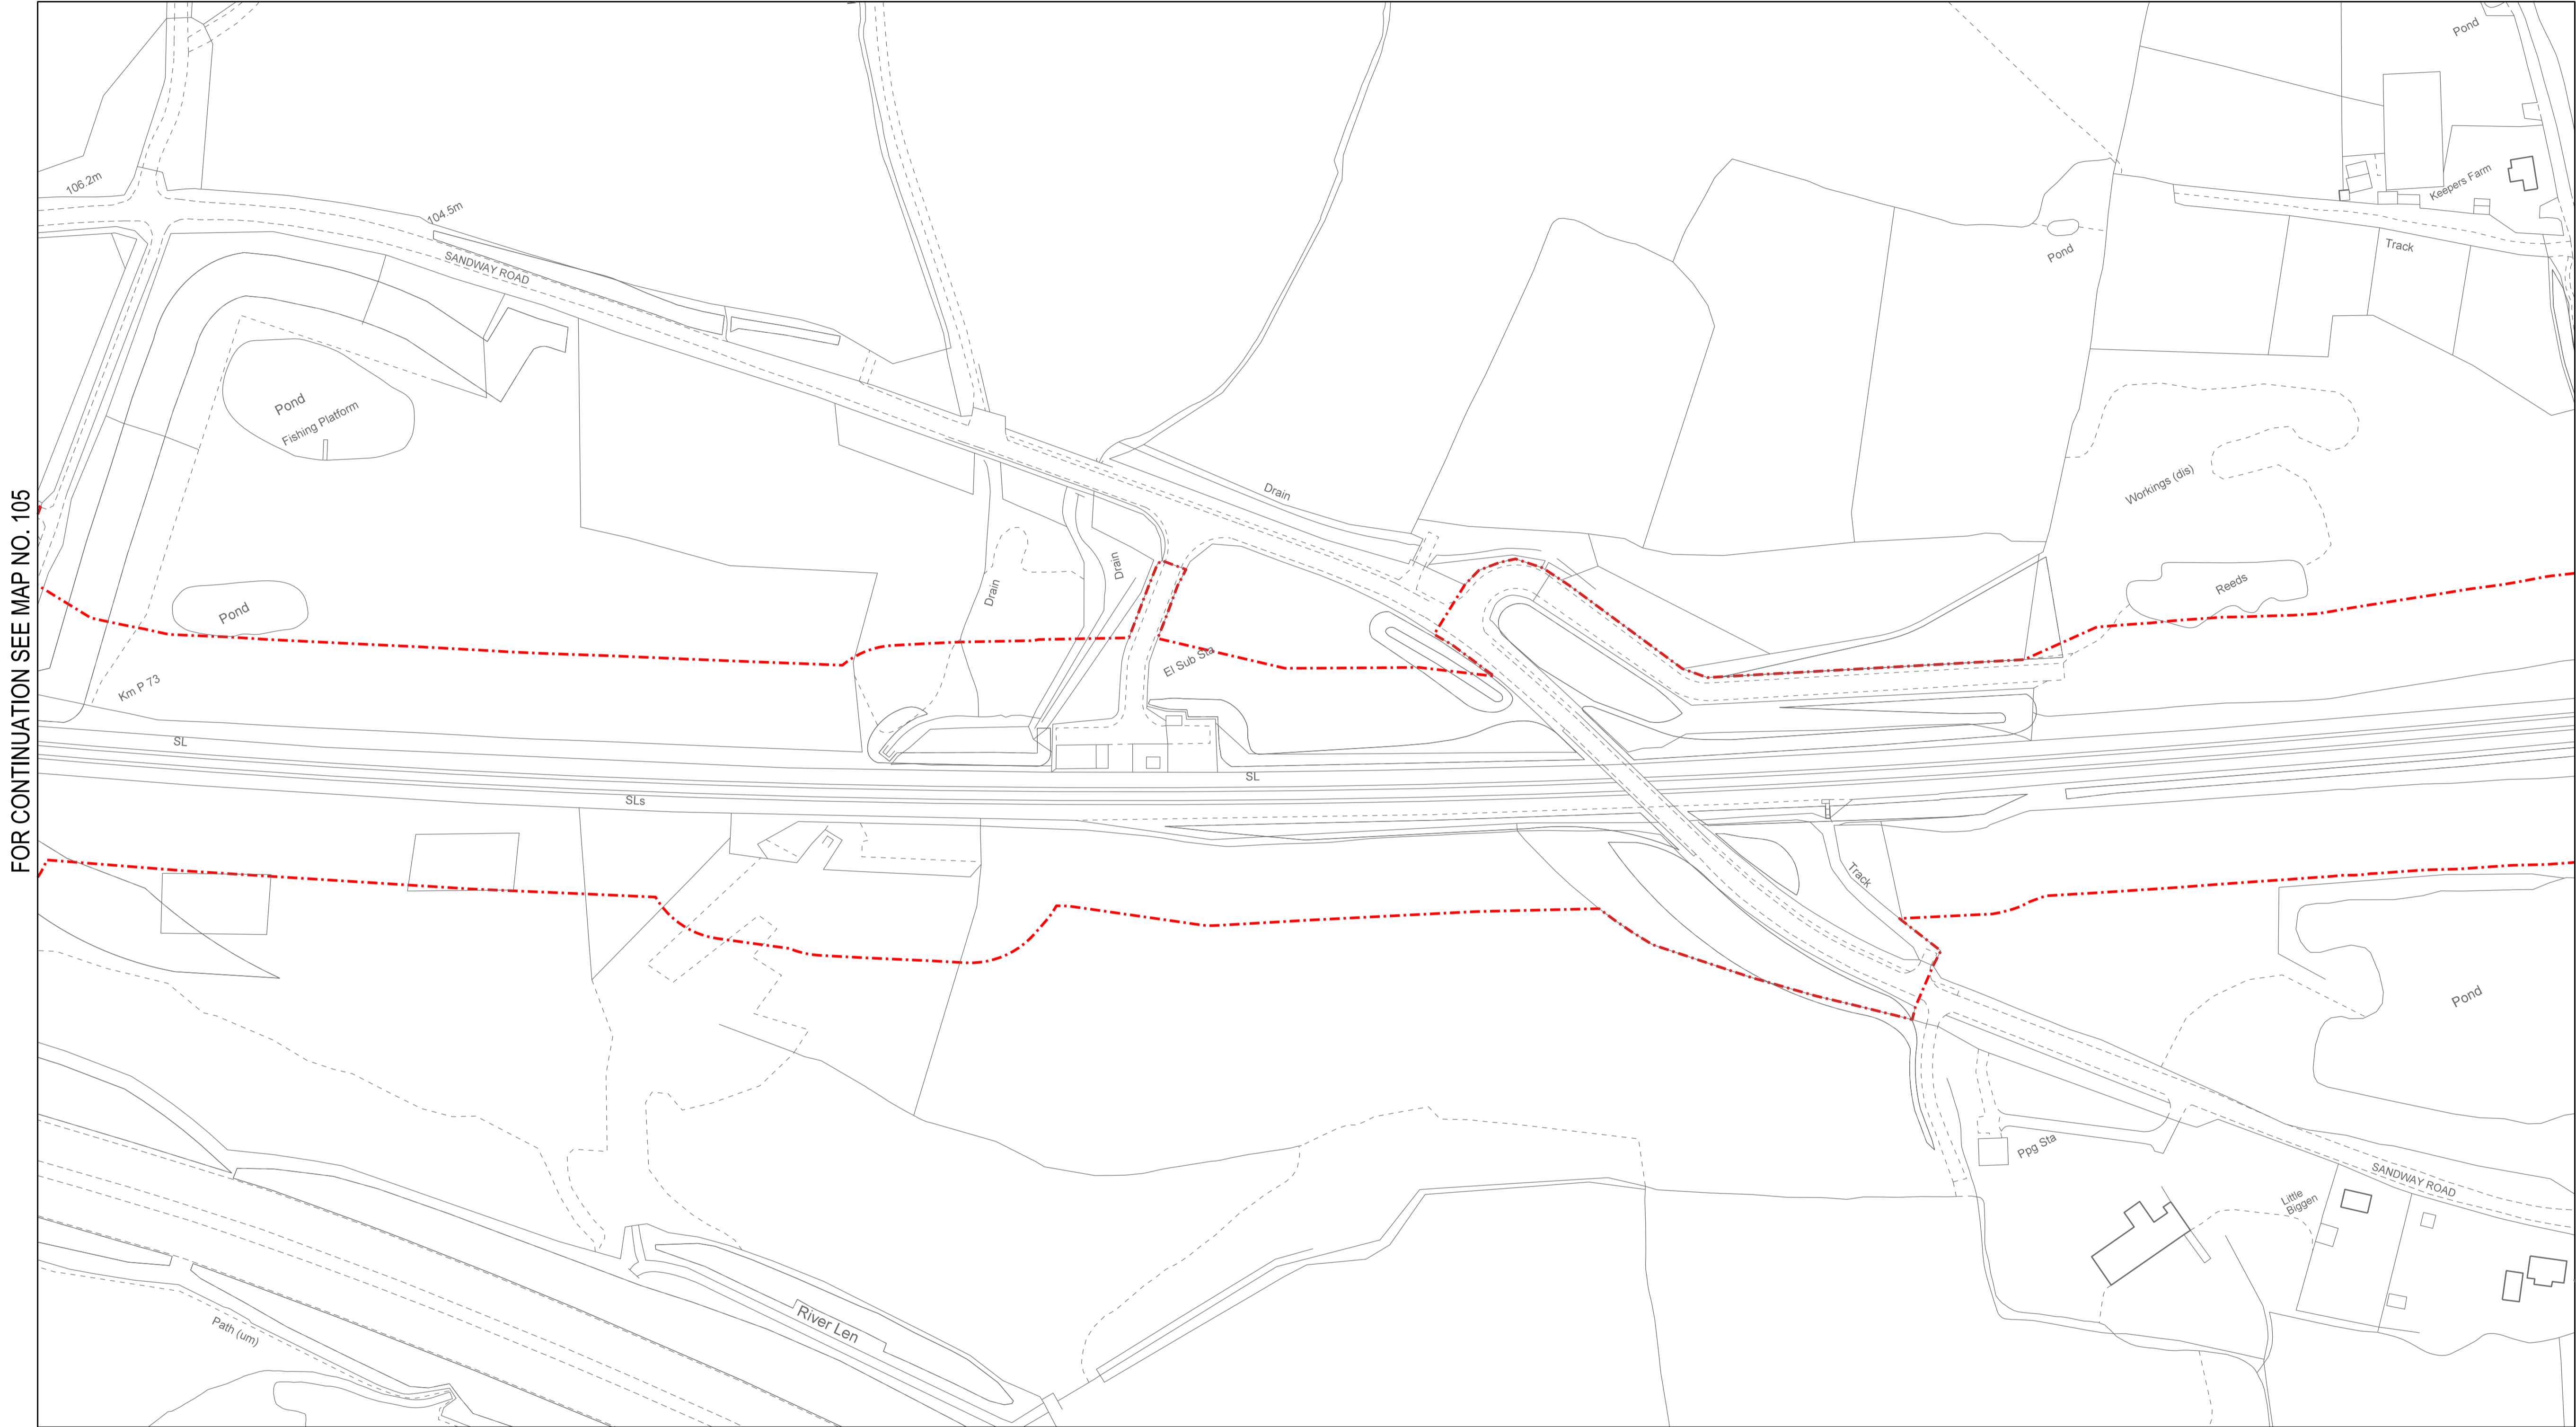 FOR CONTINUATION SEE MAP NO. 105
Pond
106.2m
104.5m
Keepers Farm
SANDWAY ROAD
Track
Pond
Pond
Fishing Platform
Workings (dis)
Drain
Drain
Drain
Reeds
Pond
El Sub Sta
Km P 73
SL
SL
SLs
Track
Pond
Ppg Sta
SANDWAY ROAD
Little
Biggen
River Len
Path (um)